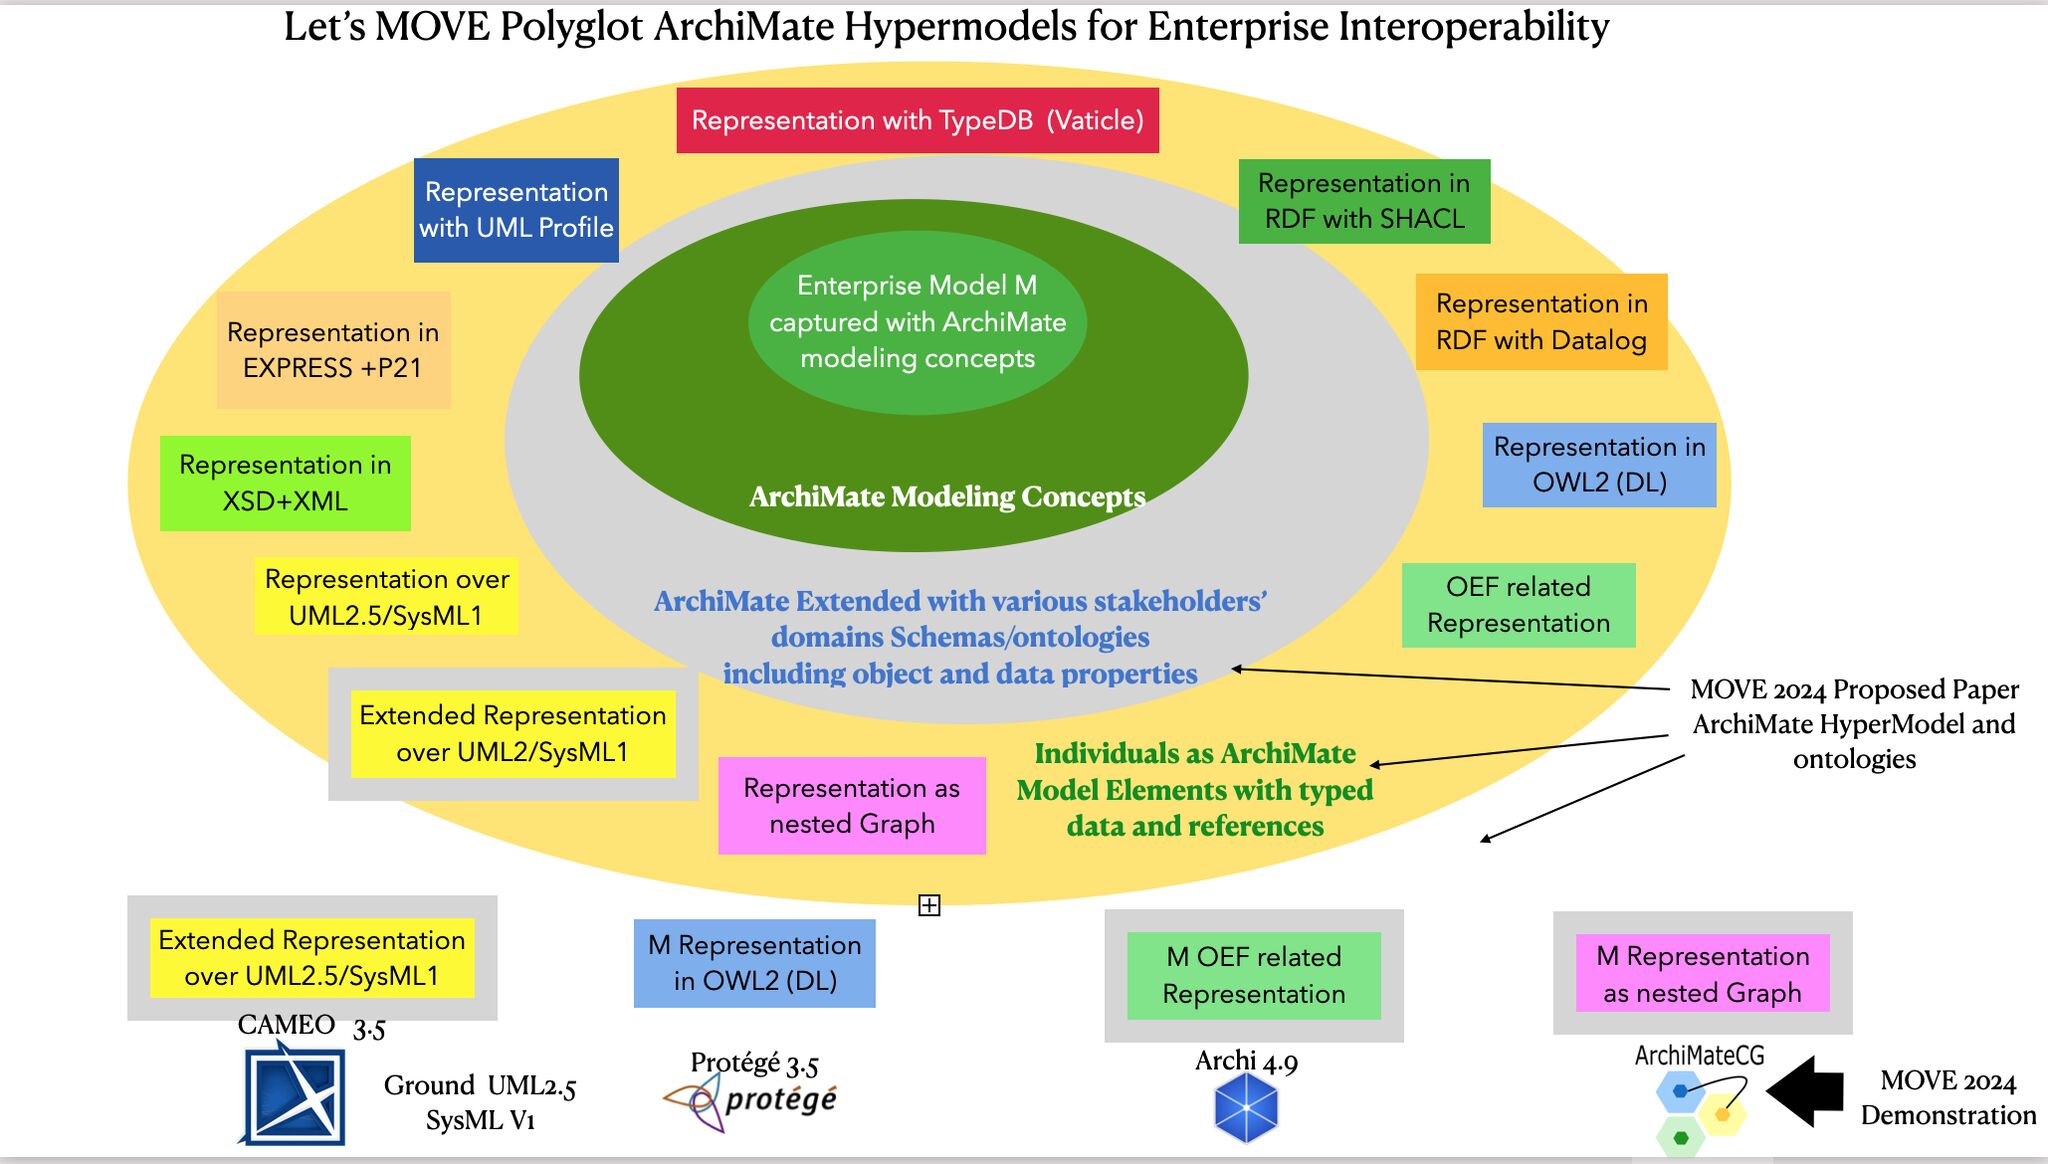 Let’s MOVE Polyglot ArchiMate Hypermodels for Enterprise Interoperability
Representation with TypeDB (Vaticle)
Representation
with UML Profile
Representation in
RDF with SHACL
Enterprise Model M
captured with ArchiMate
modeling concepts
Representation in
EXPRESS +P21
Representation in
RDF with Datalog
Representation in
XSD+XML
Representation in
OWL2 (DL)
ArchiMate Modeling Concepts
Representation over
UML2.5/SysML1
OEF related
Representation
ArchiMate Extended with various stakeholders’
domains Schemas/ontologies
including object and data properties
Extended Representation
over UML2/SysML1
MOVE 2024 Proposed Paper
ArchiMate HyperModel and
ontologies
Representation as
nested Graph
Individuals as ArchiMate
Model Elements with typed
data and references
Extended Representation
over UML2.5/SysML1
M Representation
in OWL2 (DL)
M OEF related
Representation
M Representation
as nested Graph
CAMEO 3.5
Ground UML2.5
SysML V1
Protégé 3.5
protégé
Archi 4.9
ArchiMateCG
MOVE 2024
Demonstration